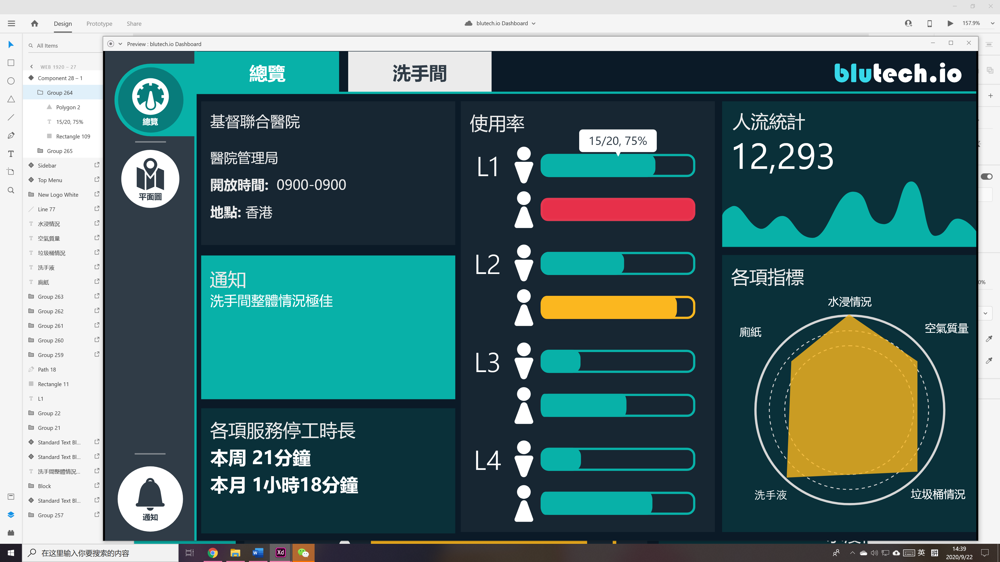 Design
Prototype
Share
blutech.io Dashboard
157.9%
All Items
WEB 1920 – 27
Component 28 – 1
Group 264
Polygon 2
15/20, 75%
Rectangle 109
Group 265
Sidebar
Top Menu
New Logo White
Line 77
水浸情況
空氣質量
垃圾桶情況
洗手液
廁紙
Group 263
Group 262
Group 261
Group 260
Group 259
Path 18
Rectangle 11
L1
Group 22
Group 21
Standard Text Bl...
Standard Text Bl...
洗手間整體情況...
Block
Standard Text Bl...
Group 257
Preview : blutech.io Dashboard
總覽
平面圖
通知
總覽
洗手間
blutech.io
基督聯合醫院
醫院管理局
開放時間: 0900-0900
地點: 香港
通知
洗手間整體情況極佳
各項服務停工時長
本周 21分鐘
本月 1小時18分鐘
使用率
15/20, 75%
L1
L2
L3
L4
人流統計
12,293
各項指標
水浸情況
空氣質量
廁紙
洗手液
垃圾桶情況
0%
在这里输入你要搜索的内容
W
Xd
英
拼
14:39
2020/9/22